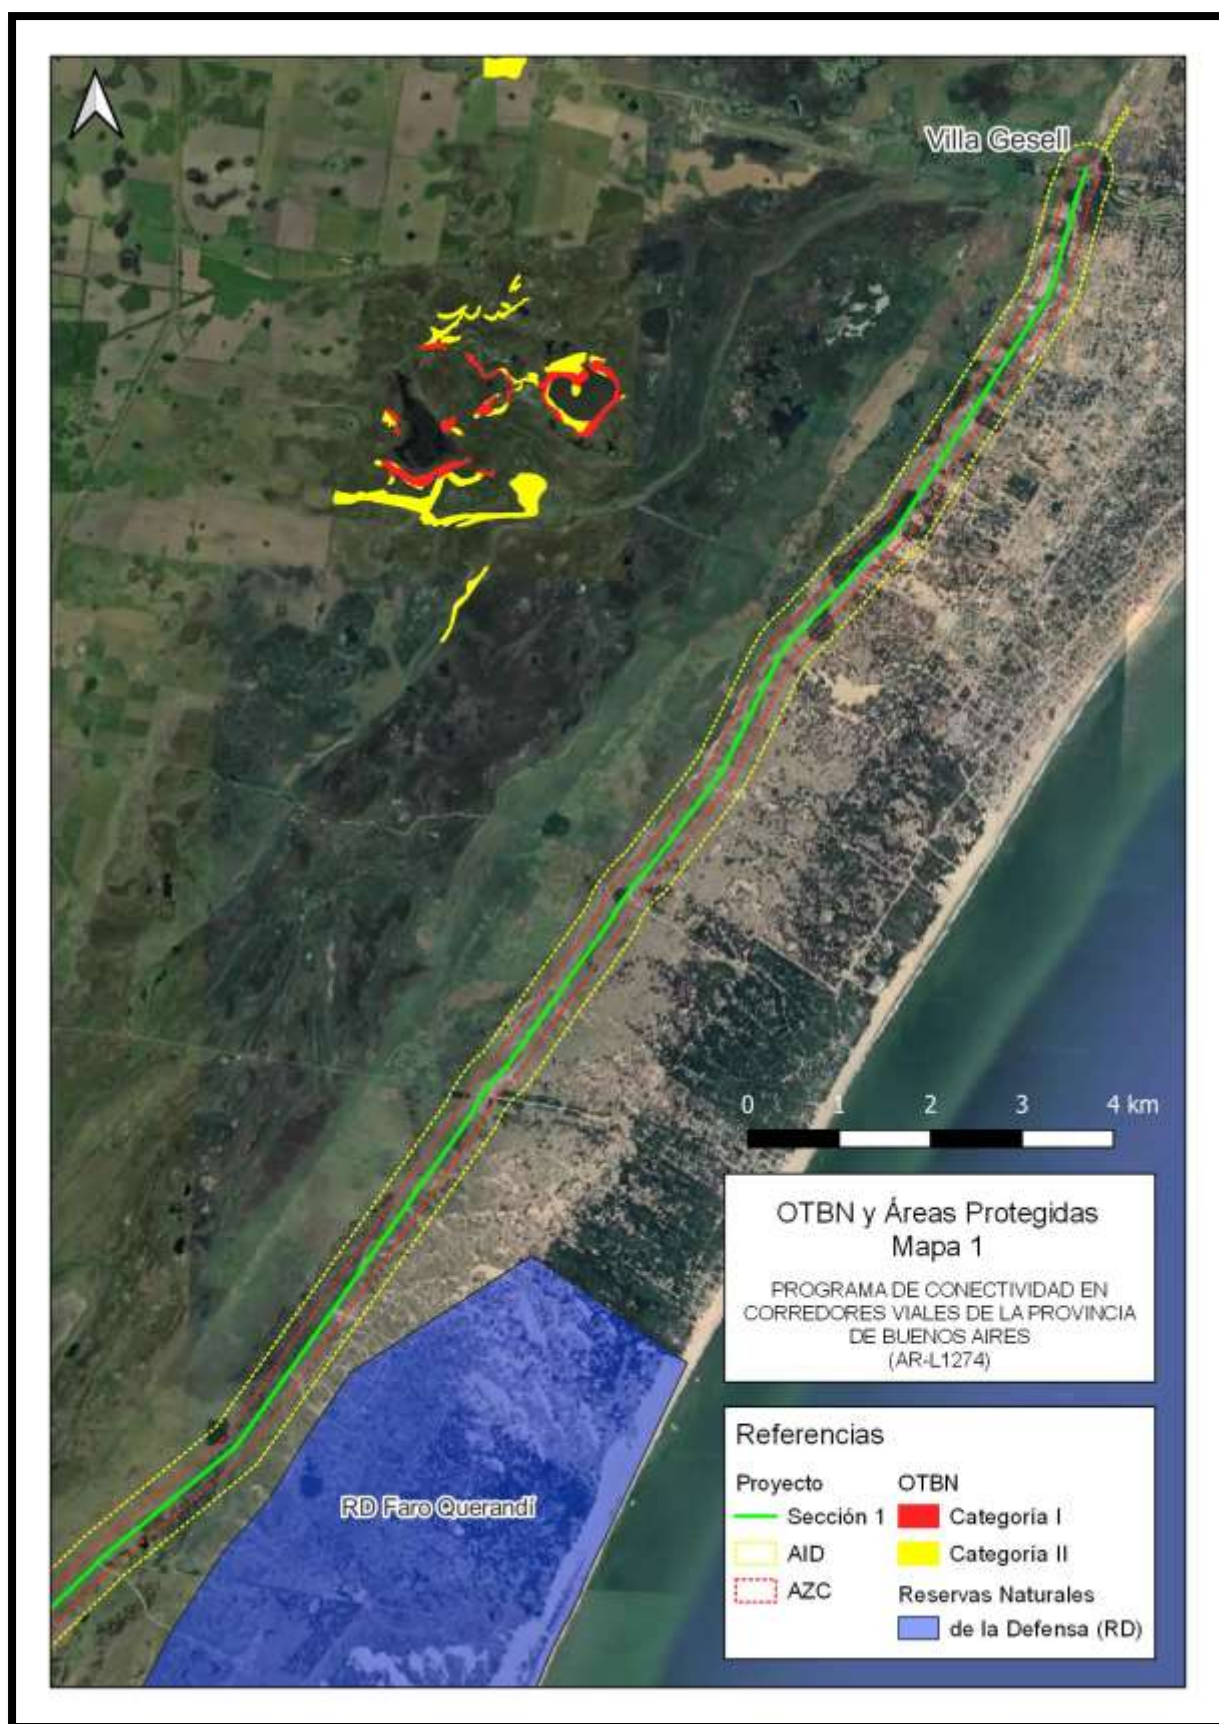 Villa Gesell
0 1 2 3 4 km
OTBN y Áreas Protegidas
Mapa 1
PROGRAMA DE CONECTIVIDAD EN
CORREDORES VIALES DE LA PROVINCIA
DE BUENOS AIRES
(AR-L1274)
RD Faro Querandí
Referencias
Proyecto
Sección 1
AID
AZC
OTBN
Categoría I
Categoría II
Reservas Naturales
de la Defensa (RD)